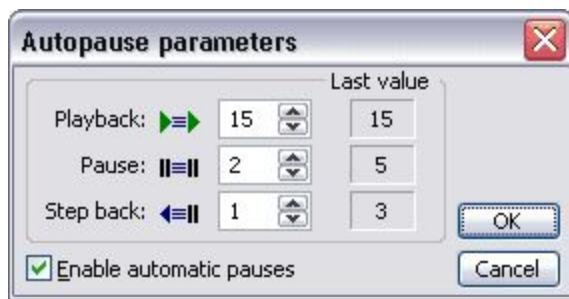 Autopause parameters
Last value
Playback: 15 15
Pause: 2 5
Step back: 1 3
OK
Enable automatic pauses
Cancel